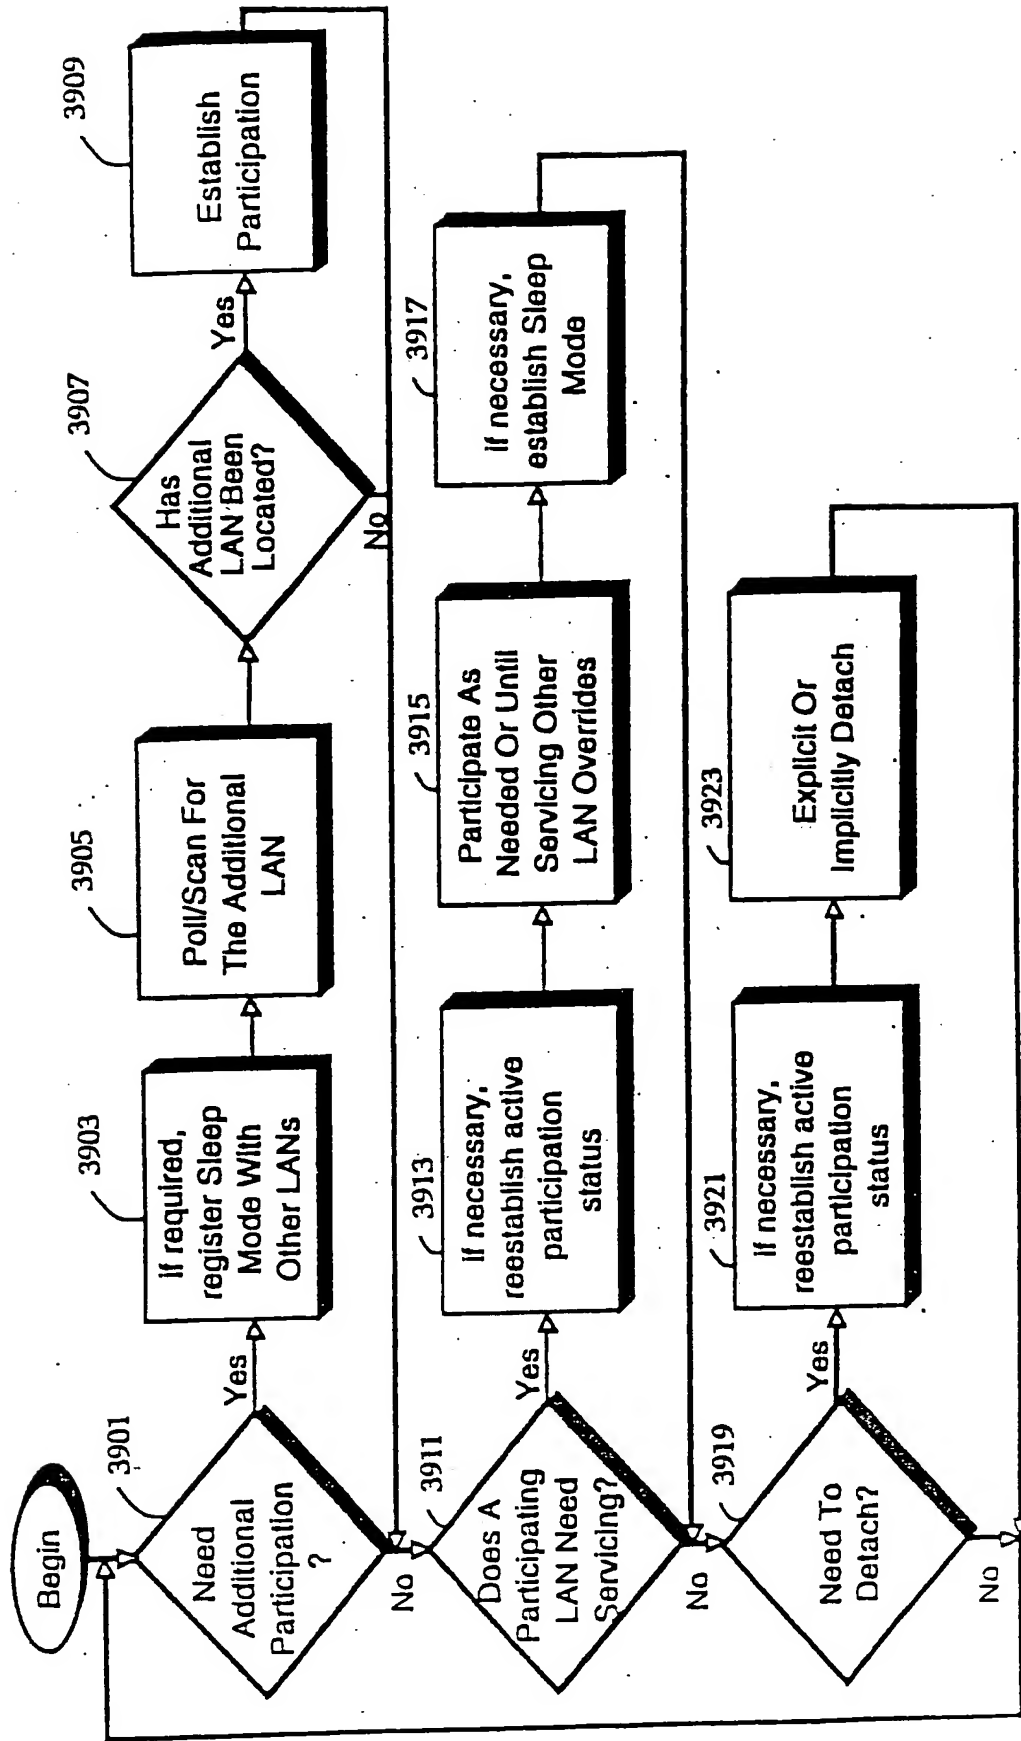 Begin
3901
Need
Additional
Participation
?
Yes
No
3903
If required,
register Sleep
Mode With
Other LANs
3905
Poll/Scan For
The Additional
LAN
3907
Has
Additional
LAN Been
Located?
Yes
No
3909
Establish
Participation
3911
Does A
Participating
LAN Need
Servicing?
Yes
No
3913
If necessary,
reestablish active
participation
status
3915
Participate As
Needed Or Until
Servicing Other
LAN Overrides
3917
If necessary,
establish Sleep
Mode
3919
Need To
Detach?
Yes
No
3921
If necessary,
reestablish active
participation
status
3923
Explicit Or
Implicitly Detach